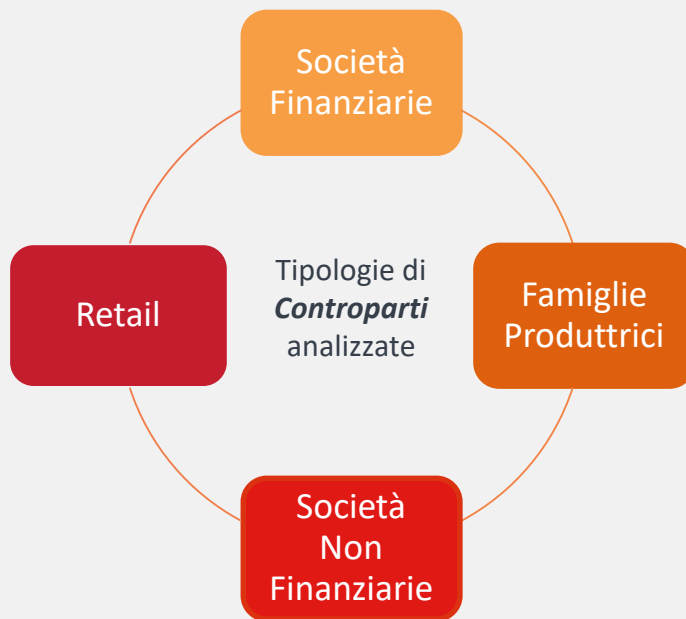 Società
Finanziarie
Retail
Tipologie di
Controparti
analizzate
Famiglie
Produttrici
Società
Non
Finanziarie